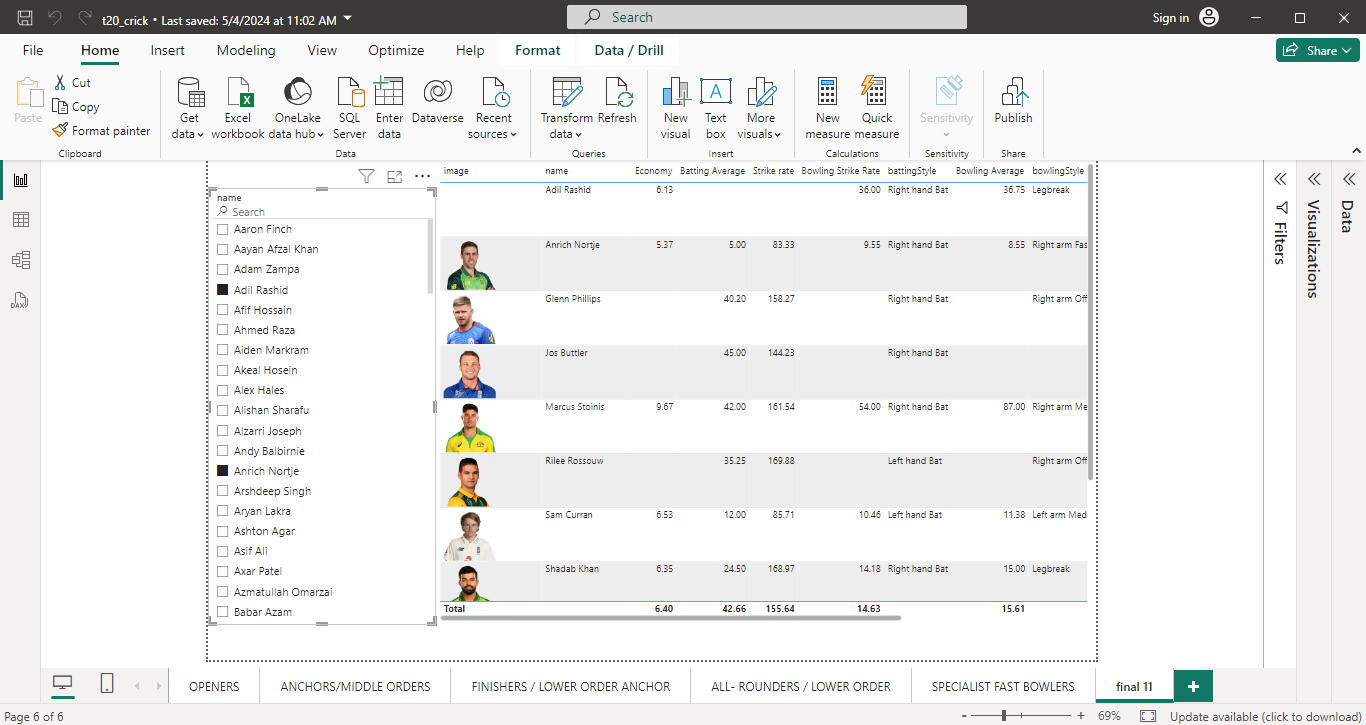 t20_crick • Last saved: 5/4/2024 at 11:02 AM
Search
Sign in
File Home Insert Modeling View Optimize Help Format Data / Drill
Share
Paste
Cut
Copy
Format painter
Clipboard
Get data
Excel workbook
OneLake data hub
SQL Server
Enter data
Dataverse
Recent sources
Data
Transform data
Refresh
Queries
New visual
Text box
More visuals
Insert
New measure
Quick measure
Calculations
Sensitivity
Sensitivity
Publish
Share
name
Search
Aaron Finch
Aayan Afzal Khan
Adam Zampa
Adil Rashid
Afif Hossain
Ahmed Raza
Aiden Markram
Akeal Hosein
Alex Hales
Alishan Sharafu
Alzarri Joseph
Andy Balbirnie
Anrich Nortje
Arshdeep Singh
Aryan Lakra
Ashton Agar
Asif Ali
Axar Patel
Azmatullah Omarzai
Babar Azam
image name Economy Batting Average Strike rate Bowling Strike Rate battingStyle Bowling Average bowlingStyle
Adil Rashid 6.13 36.00 Right hand Bat 36.75 Legbreak
Anrich Nortje 5.37 5.00 83.33 9.55 Right hand Bat 8.55 Right arm Fas
Glenn Phillips 40.20 158.27 Right hand Bat Right arm Off
Jos Buttler 45.00 144.23 Right hand Bat
Marcus Stoinis 9.67 42.00 161.54 54.00 Right hand Bat 87.00 Right arm Me
Rilee Rossouw 35.25 169.88 Left hand Bat Right arm Off
Sam Curran 6.53 12.00 85.71 10.46 Left hand Bat 11.38 Left arm Med
Shadab Khan 6.35 24.50 168.97 14.18 Right hand Bat 15.00 Legbreak
Total 6.40 42.66 155.64 14.63 15.61
Filters
Visualizations
Data
OPENERS
ANCHORS/MIDDLE ORDERS
FINISHERS / LOWER ORDER ANCHOR
ALL- ROUNDERS / LOWER ORDER
SPECIALIST FAST BOWLERS
final 11
Page 6 of 6
69%
Update available (click to download)